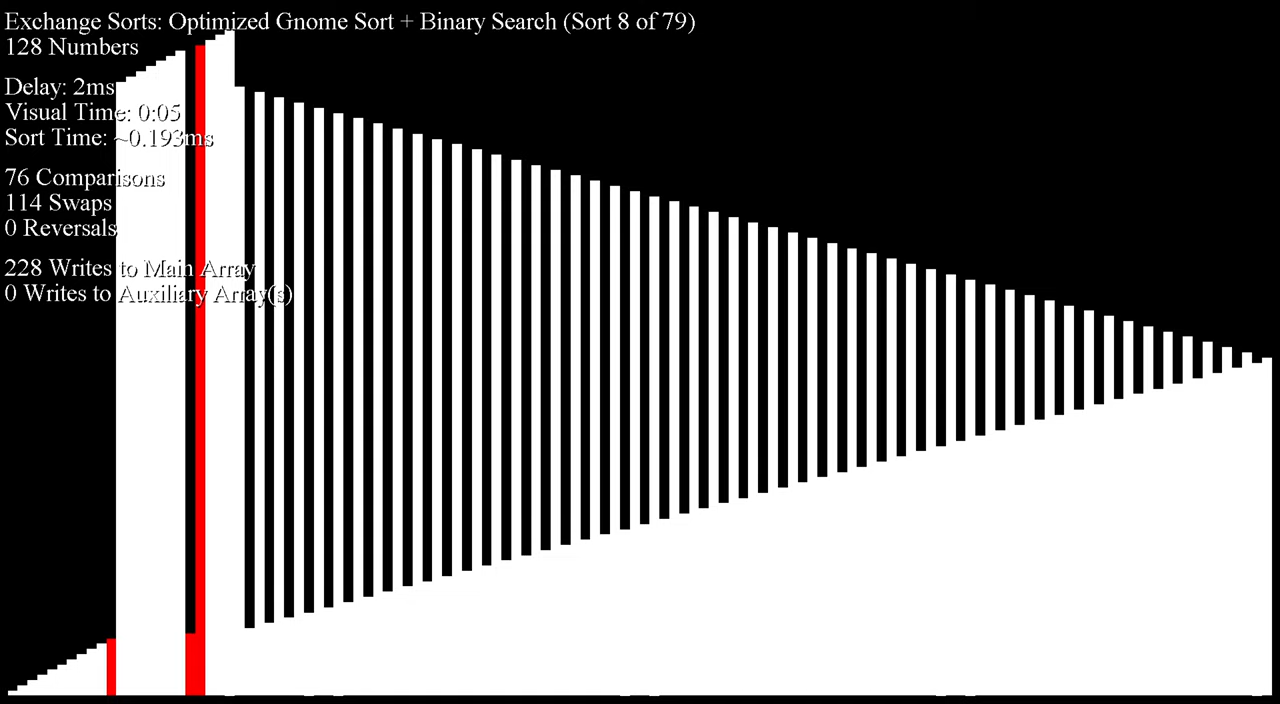 Exchange Sorts: Optimized Gnome Sort + Binary Search (Sort 8 of 79)
128 Numbers
Delay: 2ms
Visual Time: 0:05
Sort Time: ~0.193ms
76 Comparisons
114 Swaps
0 Reversals
228 Writes to Main Array
0 Writes to Auxiliary Array(s)